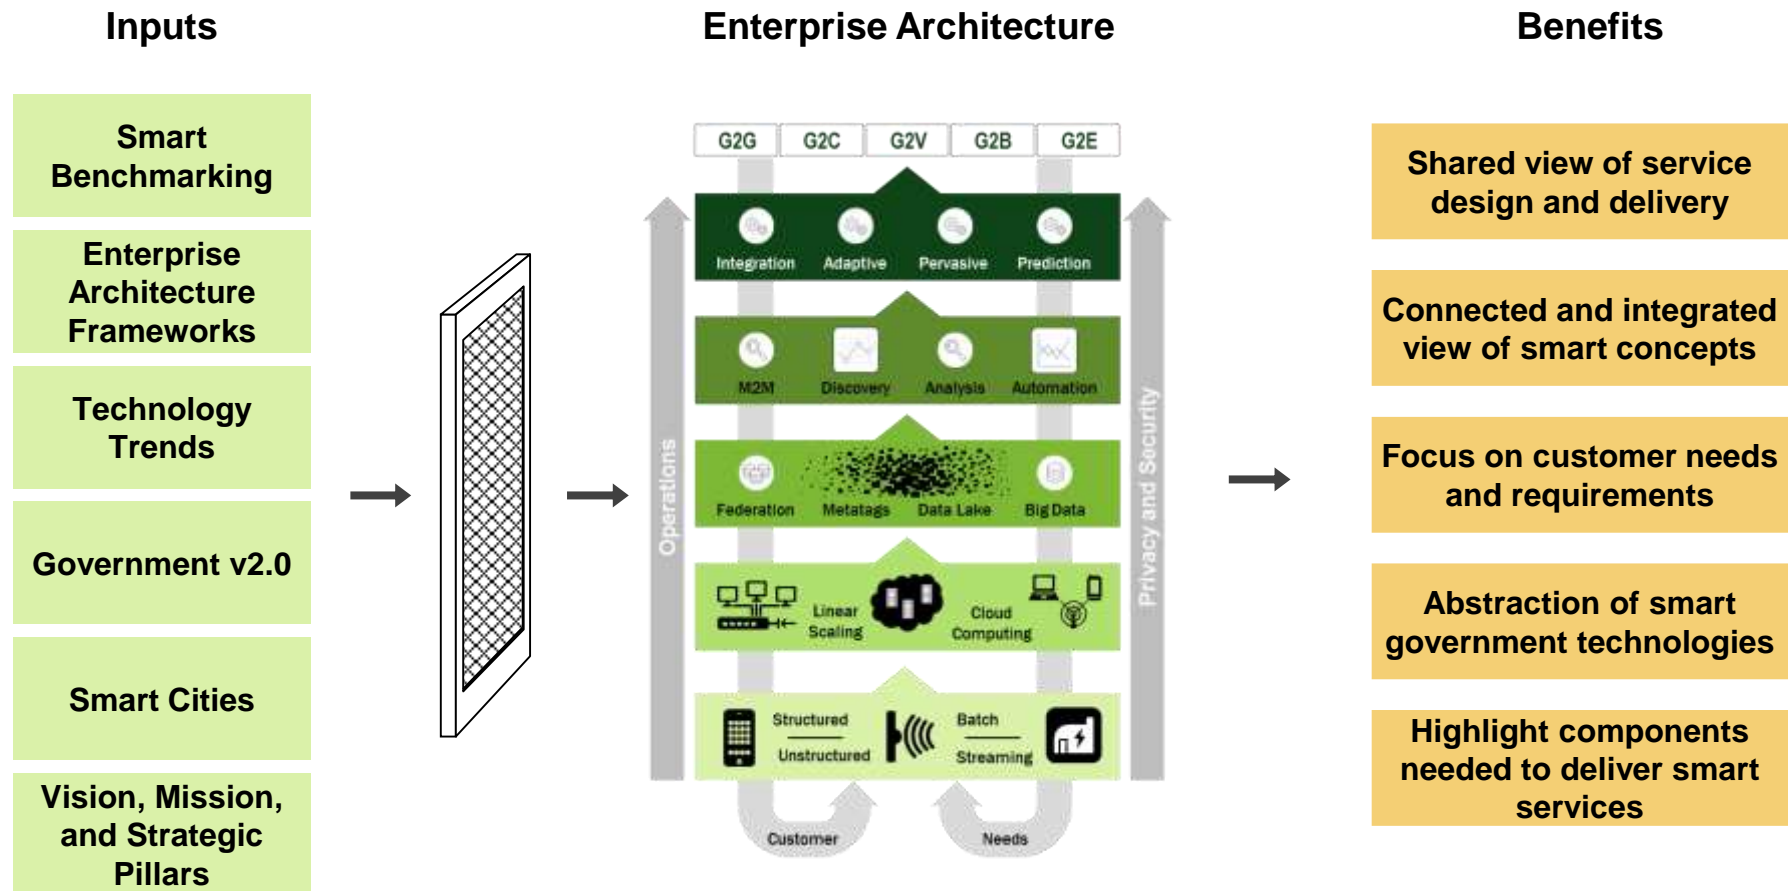 Inputs
Enterprise Architecture
Benefits
Smart
Benchmarking
Enterprise
Architecture
Frameworks
Technology
Trends
Government v2.0
Smart Cities
Vision, Mission,
and Strategic
Pillars
G2G
G2C
G2V
G2B
G2E
Integration
Adaptive
Pervasive
Prediction
M2M
Discovery
Analysis
Automation
Federation
Metatags
Data Lake
Big Data
Linear
Scaling
Cloud
Computing
Structured
Unstructured
Batch
Streaming
Customer
Needs
Operations
Privacy and Security
Shared view of service
design and delivery
Connected and integrated
view of smart concepts
Focus on customer needs
and requirements
Abstraction of smart
government technologies
Highlight components
needed to deliver smart
services